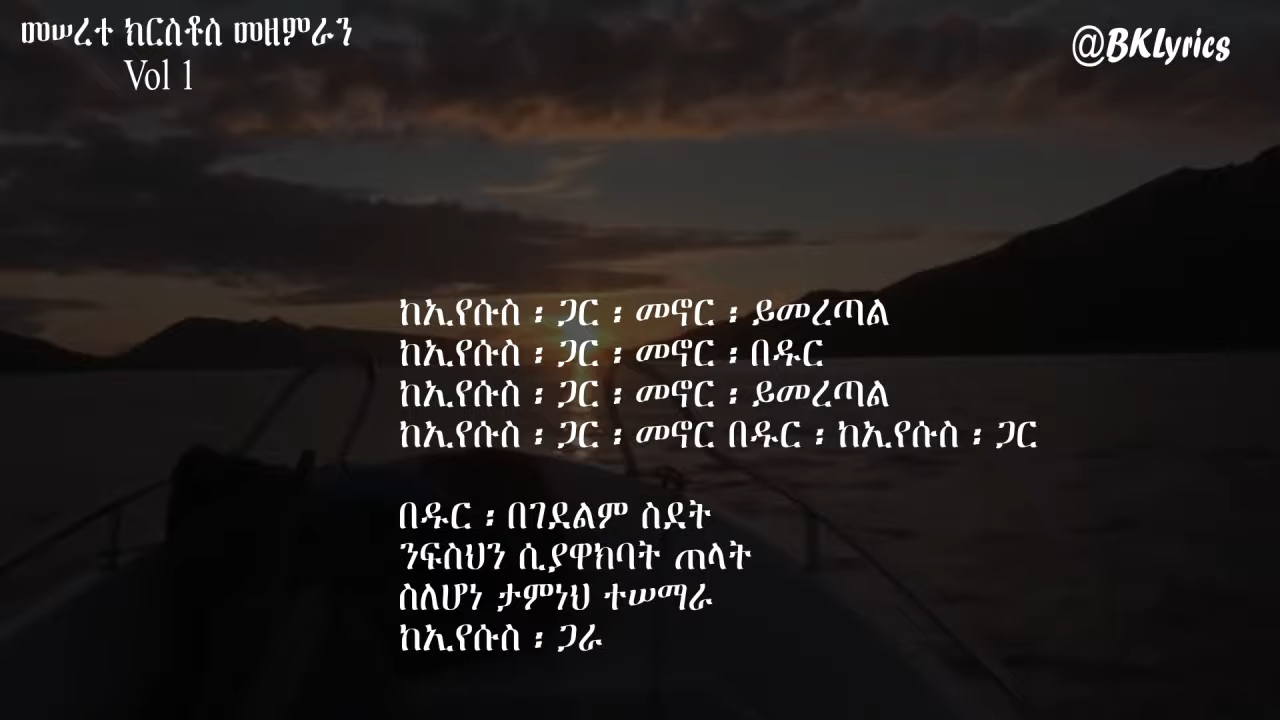 መሠረተ ክርስቶስ መዘምራን
Vol 1
@BKLyrics
ከኢየሱስ ፡ ጋር ፡ መኖር ፡ ይመረጣል
ከኢየሱስ ፡ ጋር ፡ መኖር ፡ በዱር
ከኢየሱስ ፡ ጋር ፡ መኖር ፡ ይመረጣል
ከኢየሱስ ፡ ጋር ፡ መኖር በዱር ፡ ከኢየሱስ ፡ ጋር
በዱር ፡ በገደልም ስደት
ንፍስህን ሲያዋክባት ጠላት
ስለሆነ ታምነህ ተሠማራ
ከኢየሱስ ፡ ጋራ